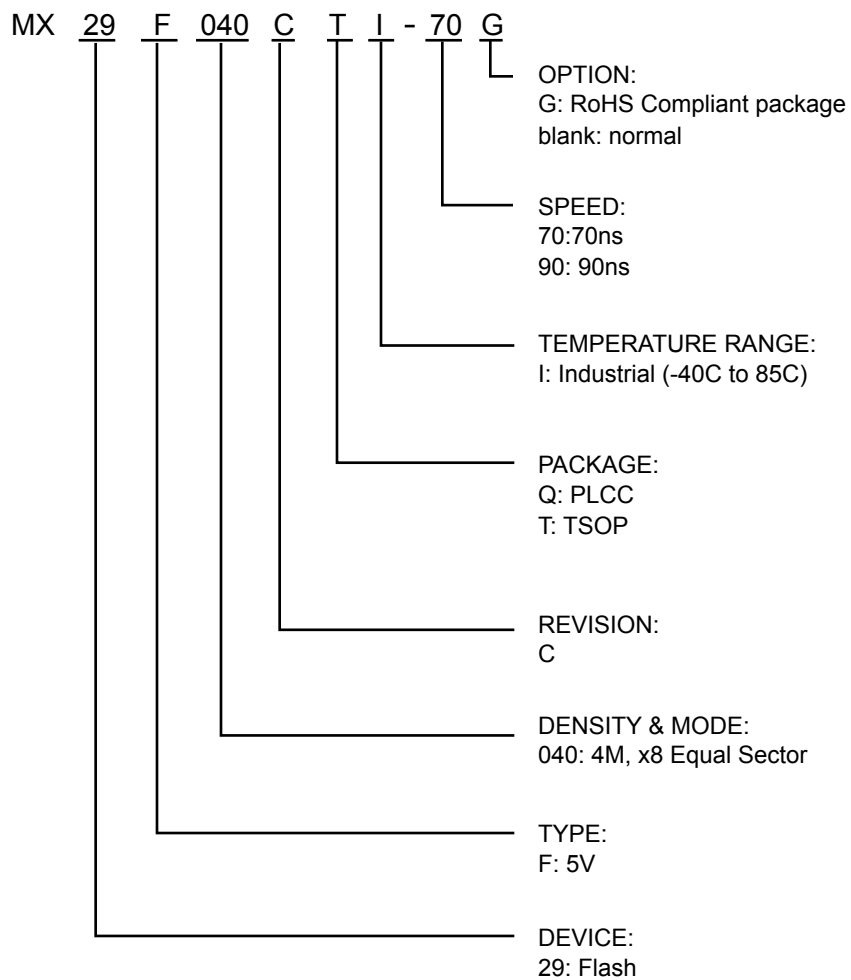 MX 29 F 040 C T I - 70 G
OPTION:
G: RoHS Compliant package
blank: normal
SPEED:
70:70ns
90: 90ns
TEMPERATURE RANGE:
I: Industrial (-40C to 85C)
PACKAGE:
Q: PLCC
T: TSOP
REVISION:
C
DENSITY & MODE:
040: 4M, x8 Equal Sector
TYPE:
F: 5V
DEVICE:
29: Flash